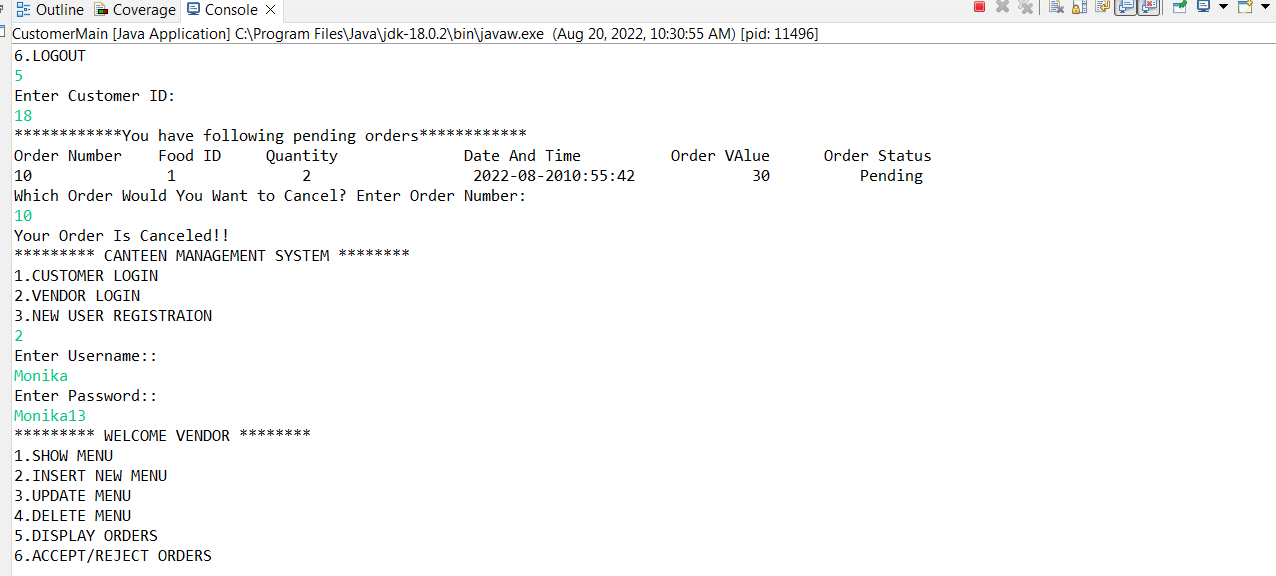 Outline Coverage Console
CustomerMain [Java Application] C:\Program Files\Java\jdk-18.0.2\bin\javaw.exe (Aug 20, 2022, 10:30:55 AM) [pid: 11496]
6.LOGOUT
5
Enter Customer ID:
18
************You have following pending orders************
Order Number Food ID Quantity Date And Time Order VAlue Order Status
10 1 2 2022-08-2010:55:42 30 Pending
Which Order Would You Want to Cancel? Enter Order Number:
10
Your Order Is Canceled!!
********* CANTEEN MANAGEMENT SYSTEM ********
1.CUSTOMER LOGIN
2.VENDOR LOGIN
3.NEW USER REGISTRAION
2
Enter Username::
Monika
Enter Password::
Monika13
********* WELCOME VENDOR ********
1.SHOW MENU
2.INSERT NEW MENU
3.UPDATE MENU
4.DELETE MENU
5.DISPLAY ORDERS
6.ACCEPT/REJECT ORDERS